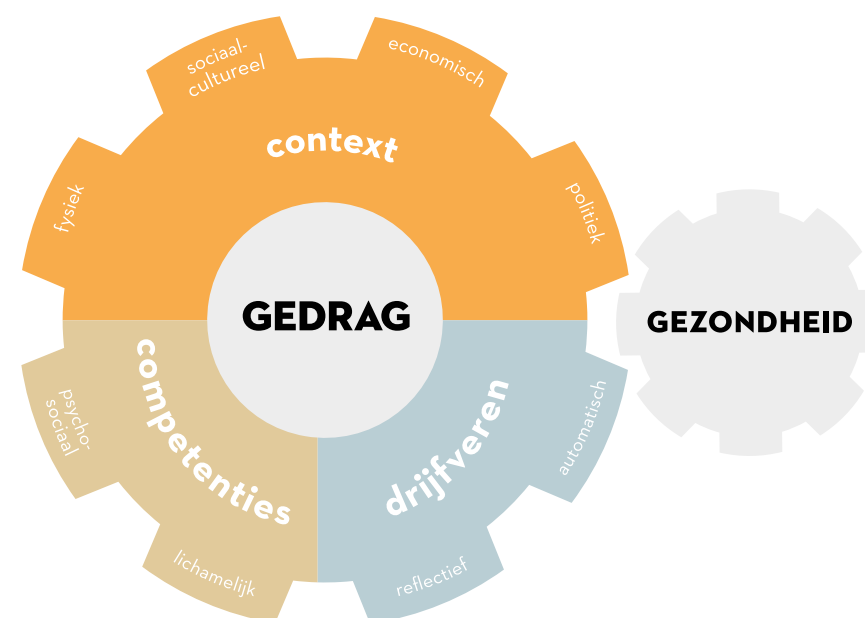 sociaal-
cultureel
economisch
context
fysiek
politiek
GEDRAG
GEZONDHEID
competenties
drijfveren
psycho-
sociaal
automatisch
lichamelijk
reflectief